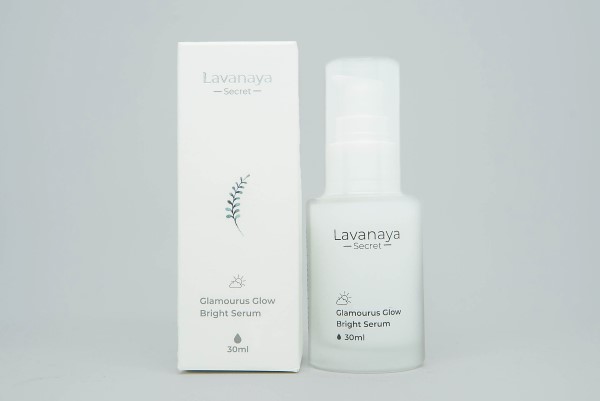 Lavanaya
Secret
Glamourus Glow
Bright Serum
30ml
Lavanaya
Secret
Glamourus Glow
Bright Serum
30ml